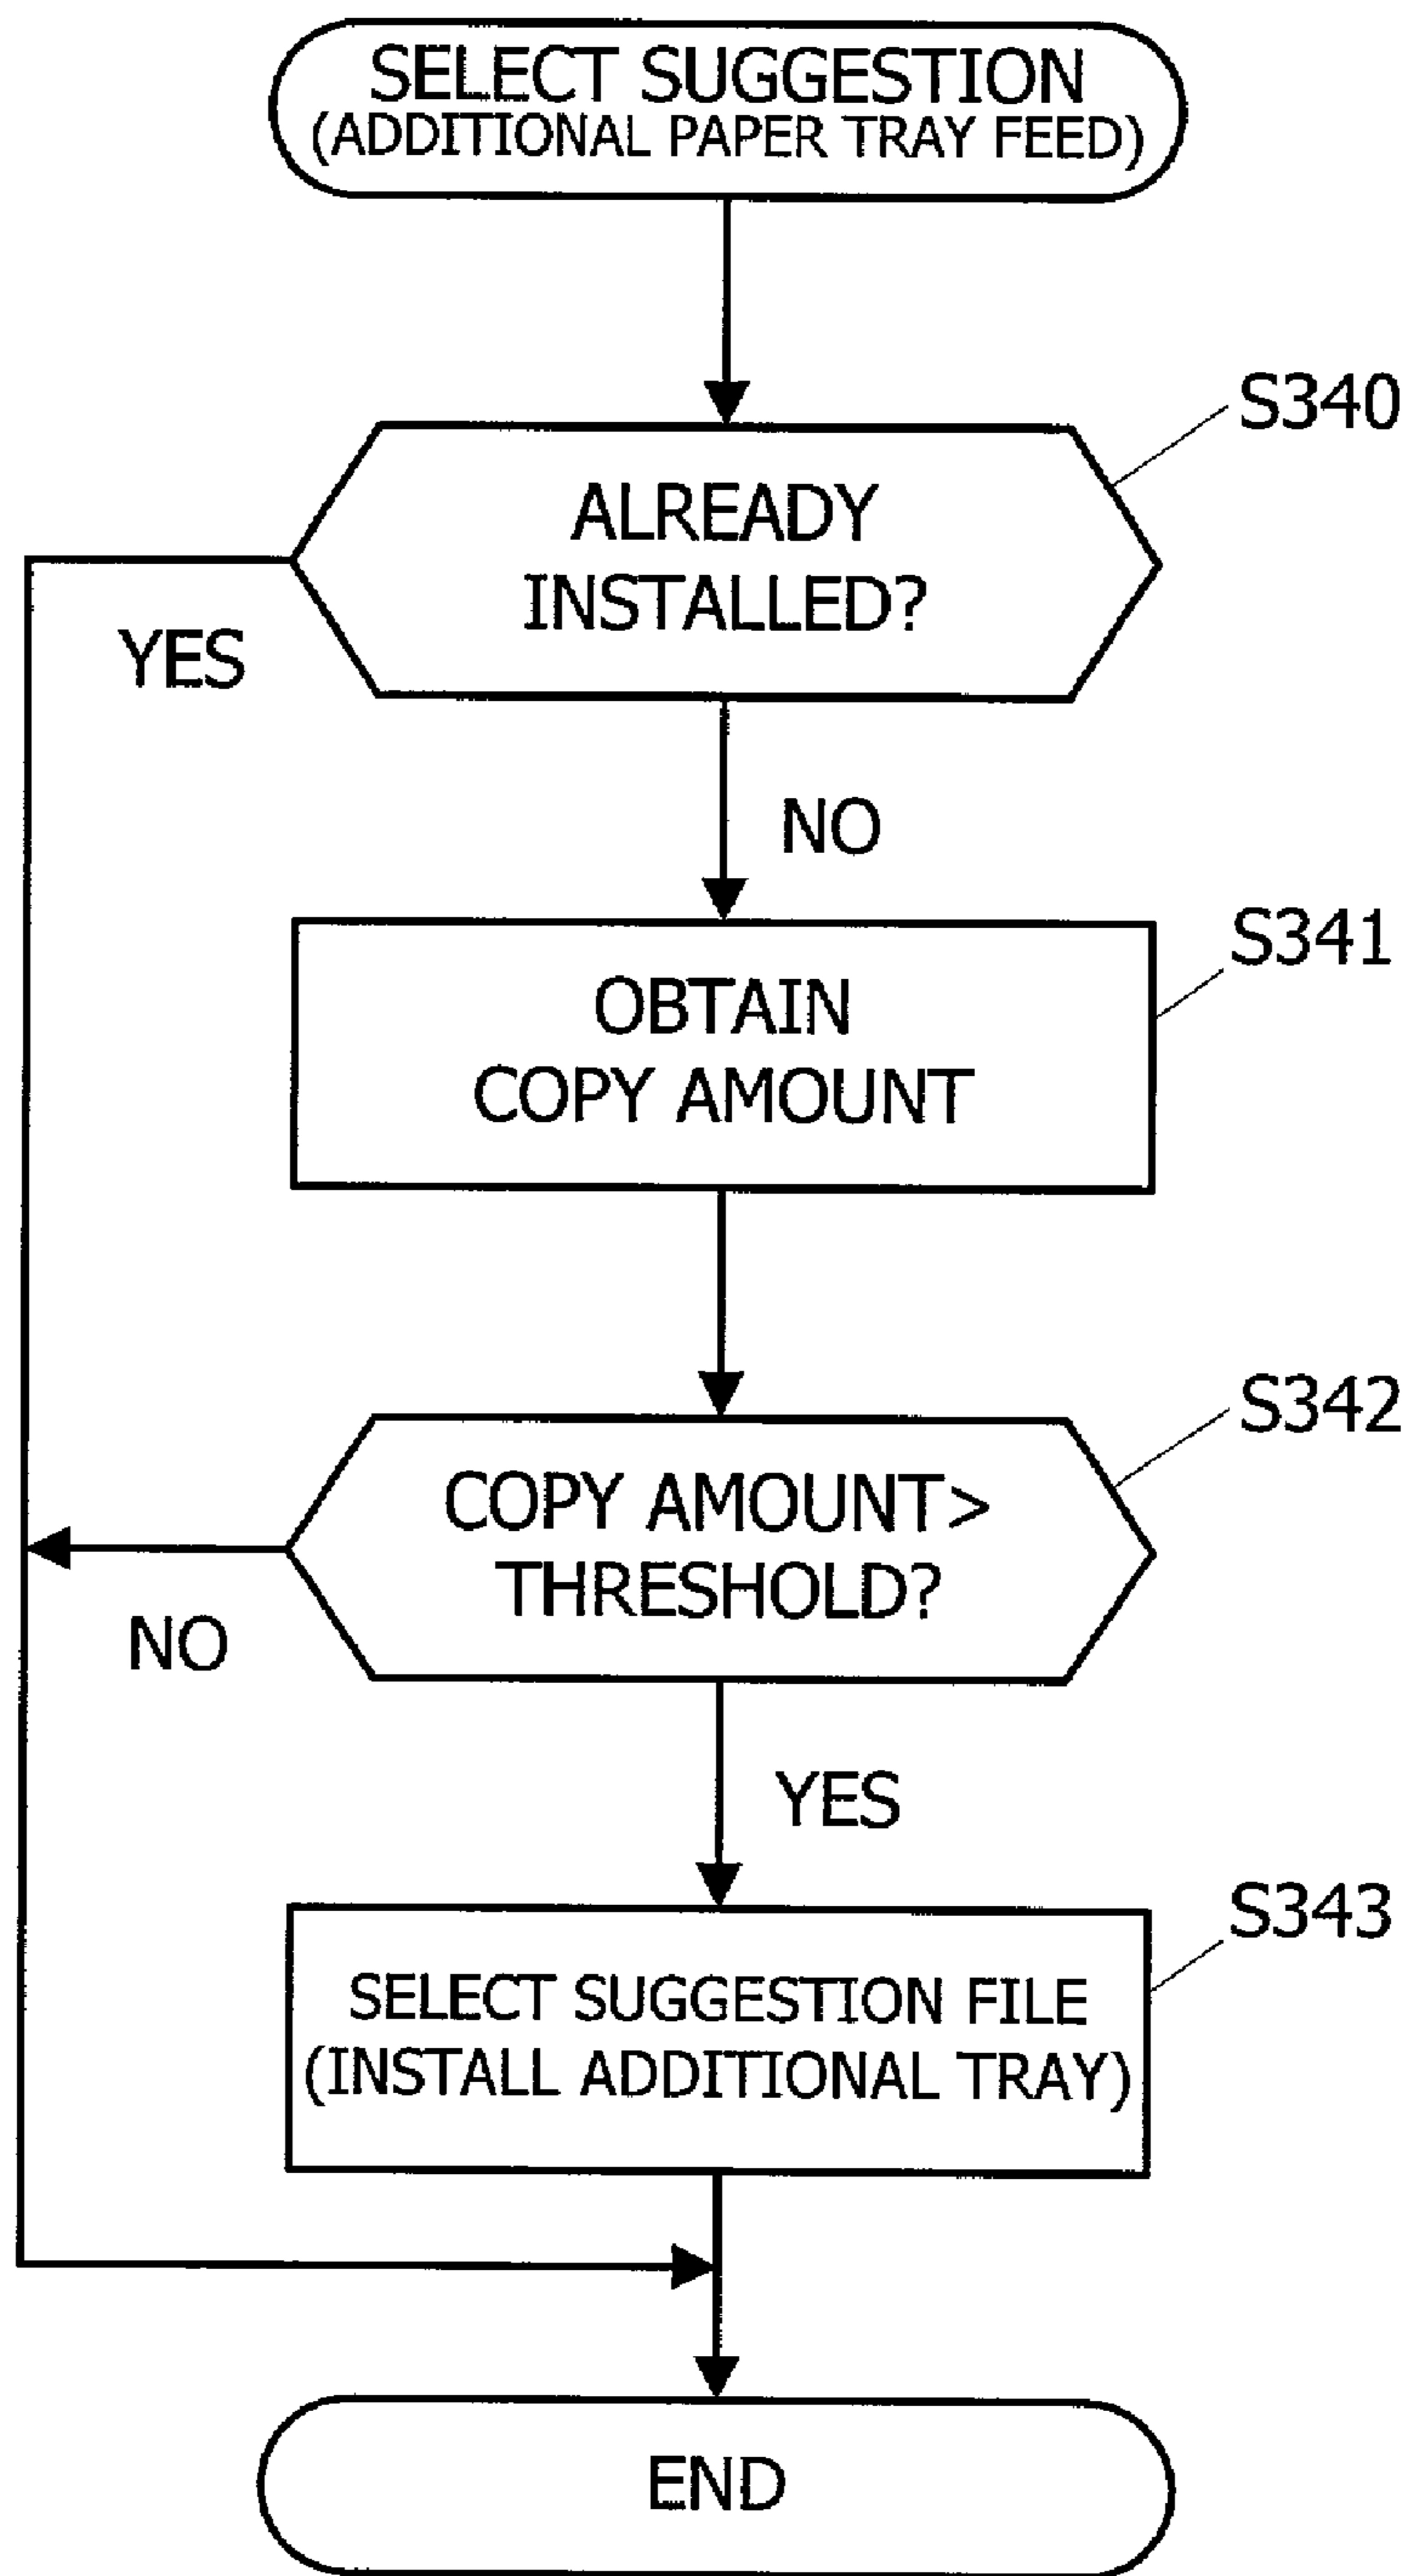 SELECT SUGGESTION
(ADDITIONAL PAPER TRAY FEED)
S340
ALREADY
INSTALLED?
YES
NO
S341
OBTAIN
COPY AMOUNT
S342
COPY AMOUNT>
THRESHOLD?
NO
YES
S343
SELECT SUGGESTION FILE
(INSTALL ADDITIONAL TRAY)
END